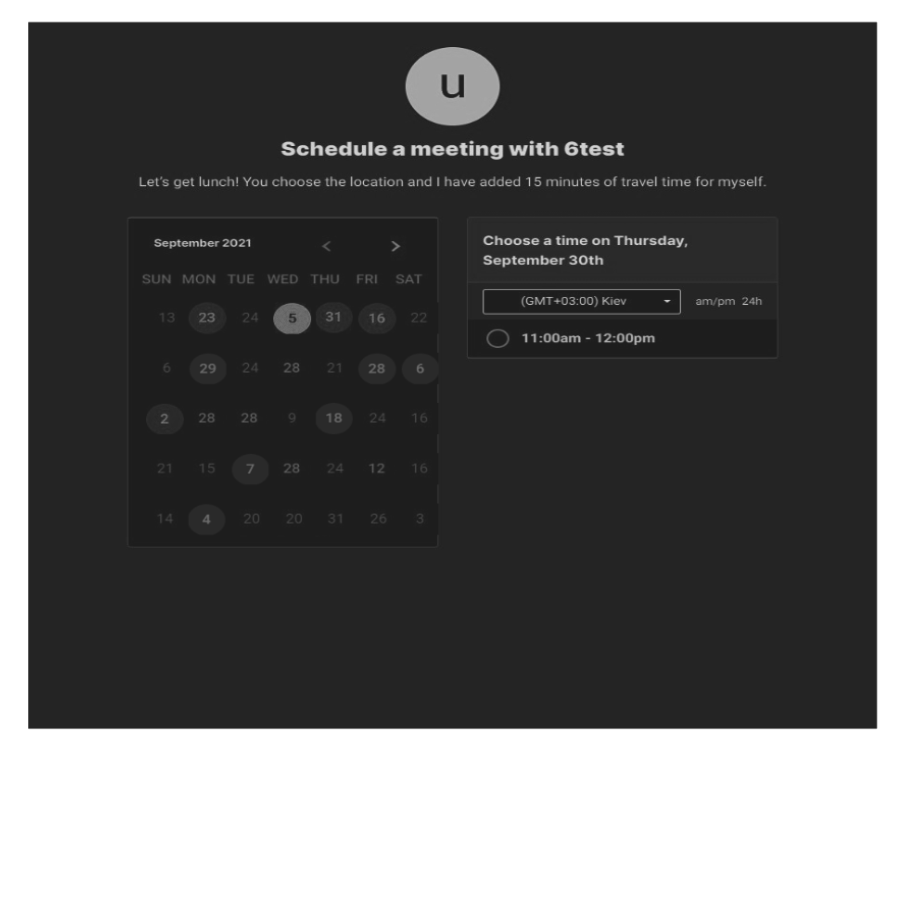 u
Schedule a meeting with 6test
Let's get lunch! You choose the location and I have added 15 minutes of travel time for myself.
September 2021 < >
SUN MON TUE WED THU FRI SAT
13 23 24 5 31 16 22
6 29 24 28 21 28 6
2 28 28 9 18 24 16
21 15 7 28 24 12 16
14 4 20 20 31 26 3
Choose a time on Thursday,
September 30th
(GMT+03:00) Kiev am/pm 24h
11:00am - 12:00pm